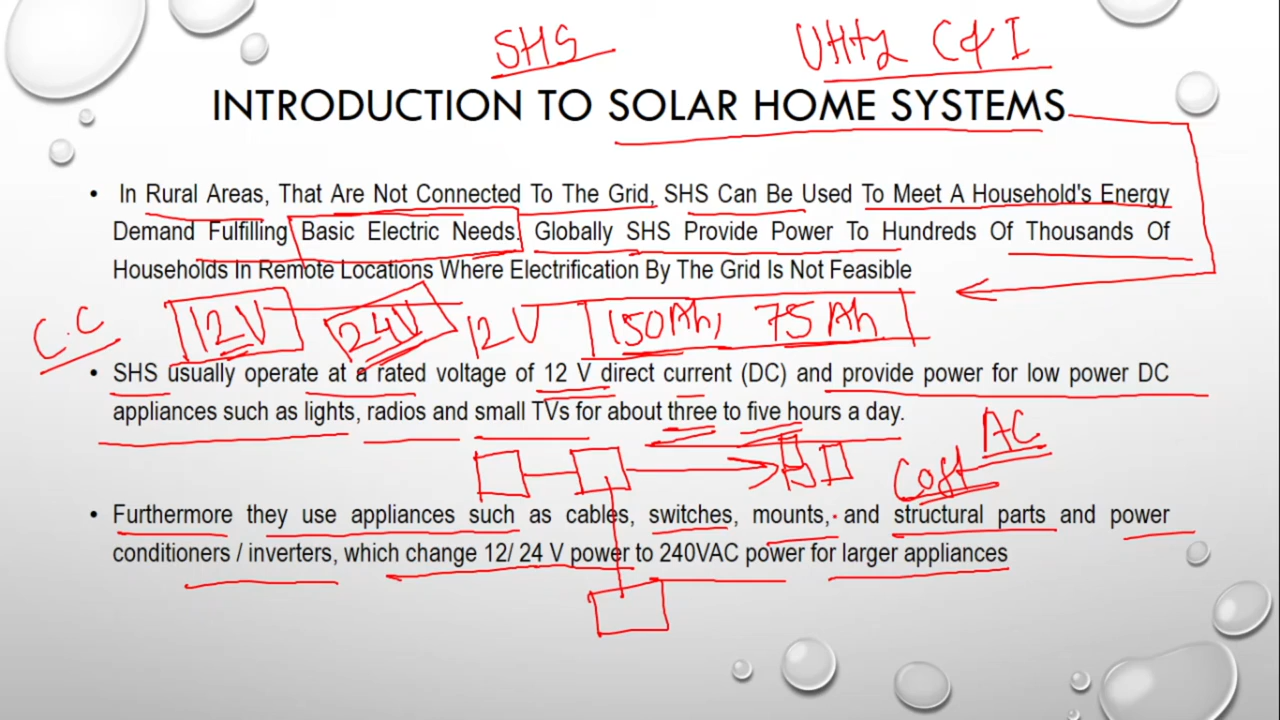 SHS Utility C&I
INTRODUCTION TO SOLAR HOME SYSTEMS
• In Rural Areas, That Are Not Connected To The Grid, SHS Can Be Used To Meet A Household's Energy
Demand Fulfilling Basic Electric Needs. Globally SHS Provide Power To Hundreds Of Thousands Of
Households In Remote Locations Where Electrification By The Grid Is Not Feasible
C.C 12V 24V 12V 150Ah, 75Ah
• SHS usually operate at a rated voltage of 12 V direct current (DC) and provide power for low power DC
appliances such as lights, radios and small TVs for about three to five hours a day.
AC
Cost
• Furthermore they use appliances such as cables, switches, mounts, and structural parts and power
conditioners / inverters, which change 12/ 24 V power to 240VAC power for larger appliances